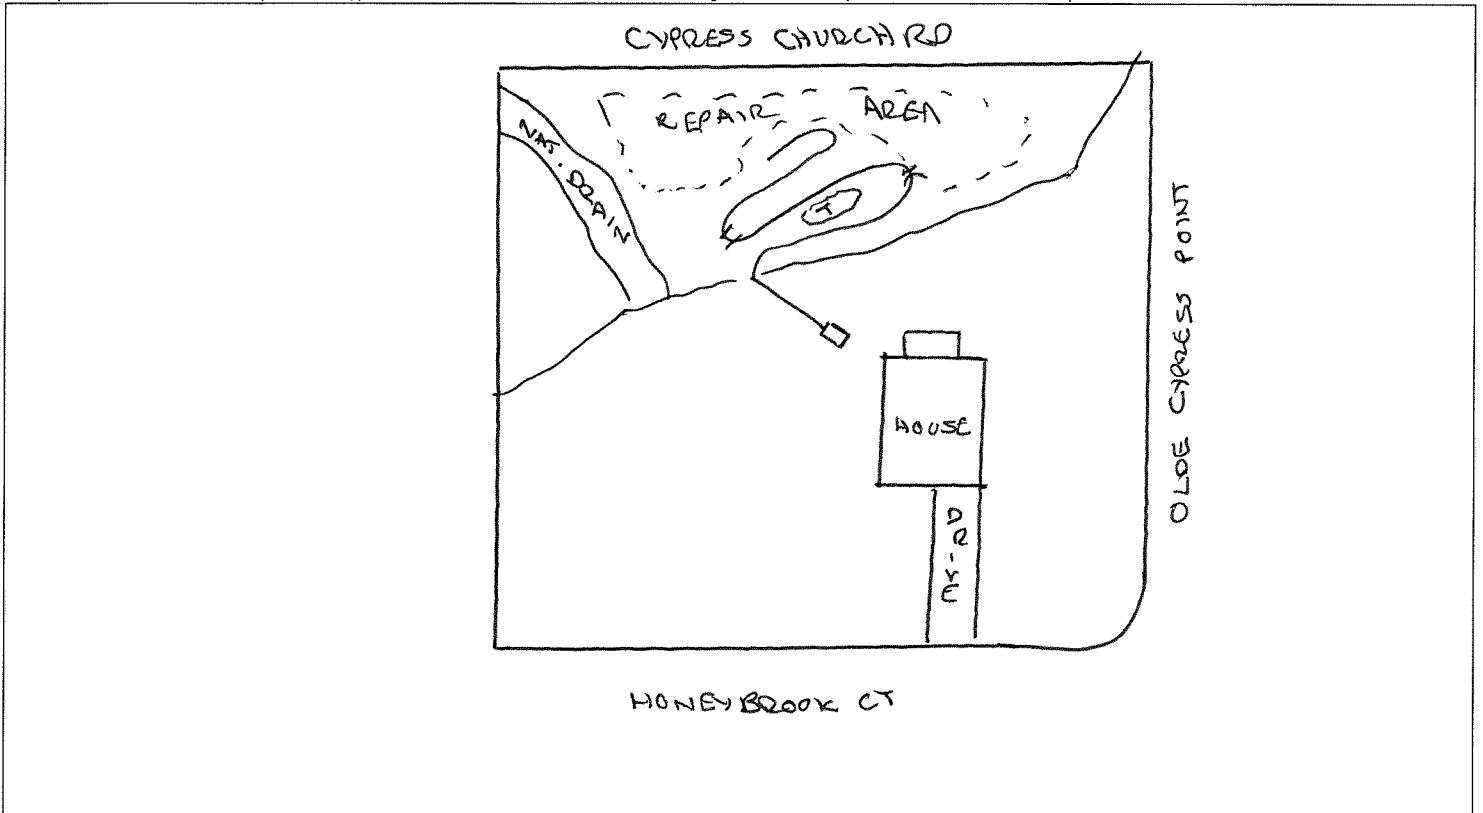 CYPRESS CHURCH RD
REPAIR AREA
NAT. DRAIN
T
OLDE CYPRESS POINT
HOUSE
DRIVE
HONEYBROOK CT